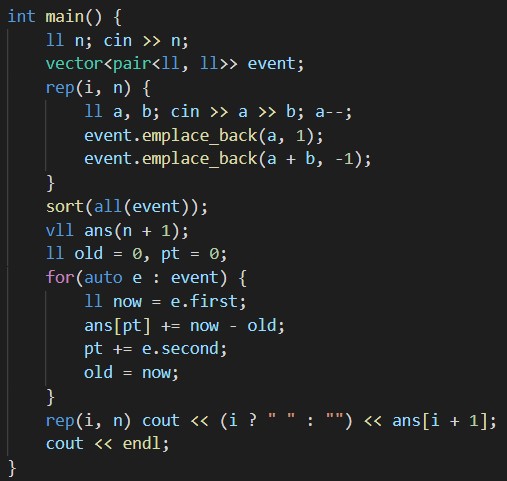 int main() {
    ll n; cin >> n;
    vector<pair<ll, ll>> event;
    rep(i, n) {
        ll a, b; cin >> a >> b; a--;
        event.emplace_back(a, 1);
        event.emplace_back(a + b, -1);
    }
    sort(all(event));
    vll ans(n + 1);
    ll old = 0, pt = 0;
    for(auto e : event) {
        ll now = e.first;
        ans[pt] += now - old;
        pt += e.second;
        old = now;
    }
    rep(i, n) cout << (i ? " " : "") << ans[i + 1];
    cout << endl;
}